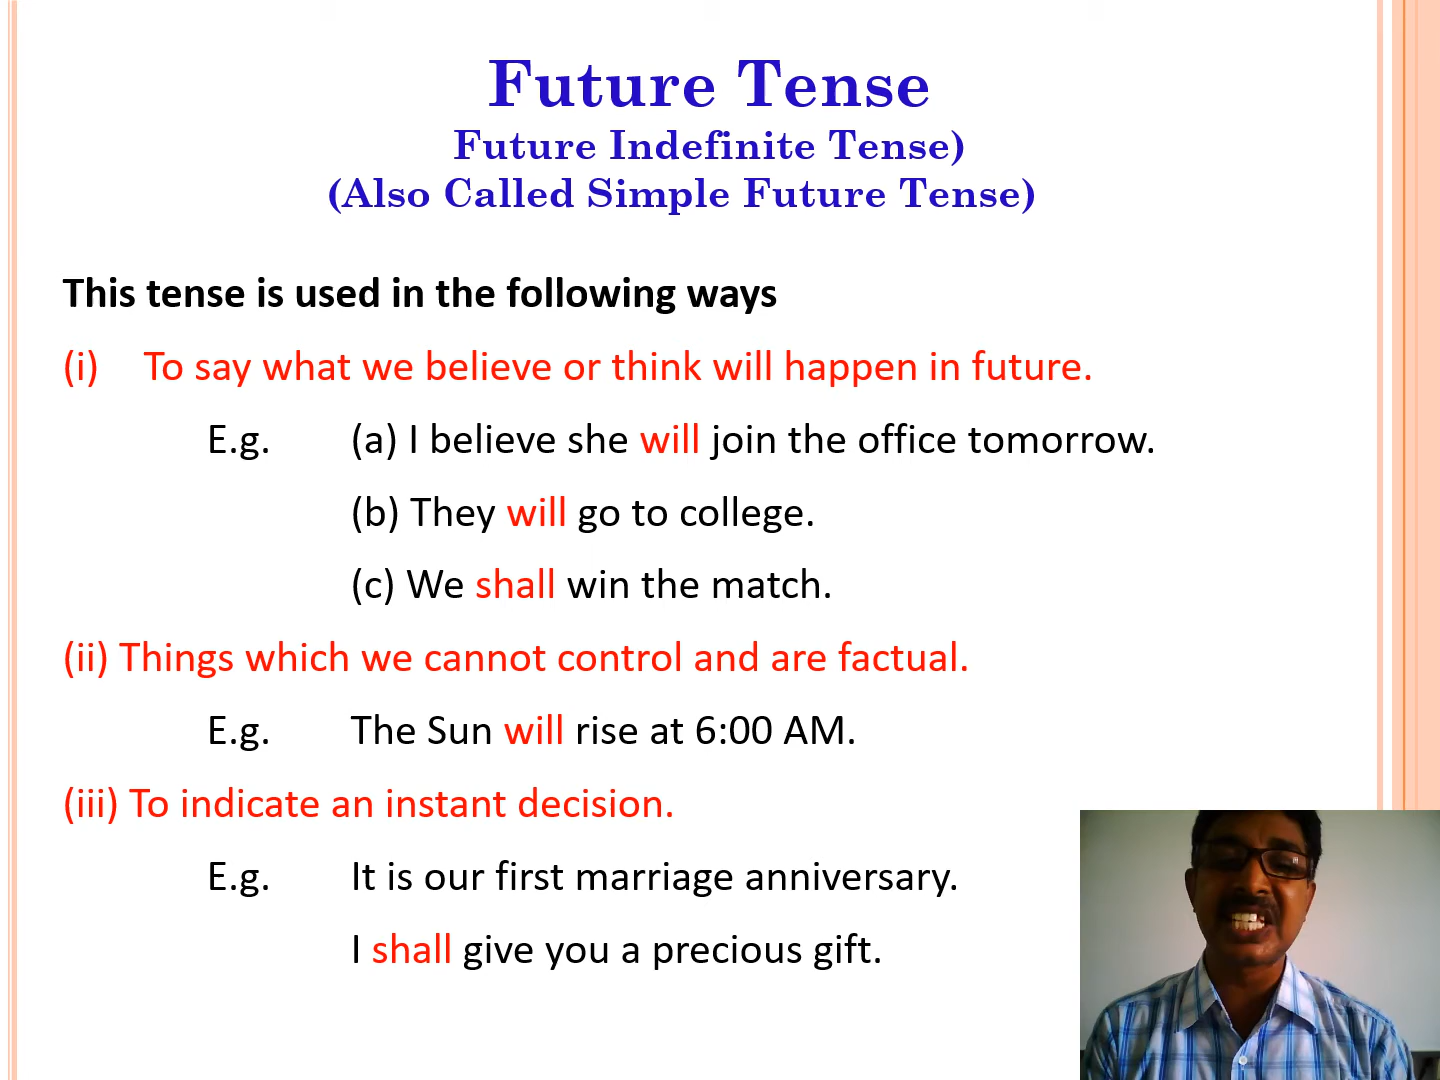 Future Tense
Future Indefinite Tense)
(Also Called Simple Future Tense)
This tense is used in the following ways
(i) To say what we believe or think will happen in future.
E.g. (a) I believe she will join the office tomorrow.
(b) They will go to college.
(c) We shall win the match.
(ii) Things which we cannot control and are factual.
E.g. The Sun will rise at 6:00 AM.
(iii) To indicate an instant decision.
E.g. It is our first marriage anniversary.
I shall give you a precious gift.